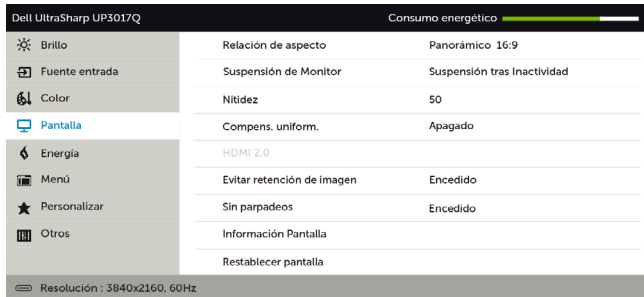 Dell UltraSharp UP3017Q Consumo energético
Brillo Relación de aspecto Panorámico 16:9
Fuente entrada Suspensión de Monitor Suspensión tras Inactividad
Color Nitidez 50
Pantalla Compens. uniform. Apagado
Energía HDMI 2.0
Menú Evitar retención de imagen Encedido
Personalizar Sin parpadeos Encedido
Otros Información Pantalla
Restablecer pantalla
Resolución : 3840x2160, 60Hz